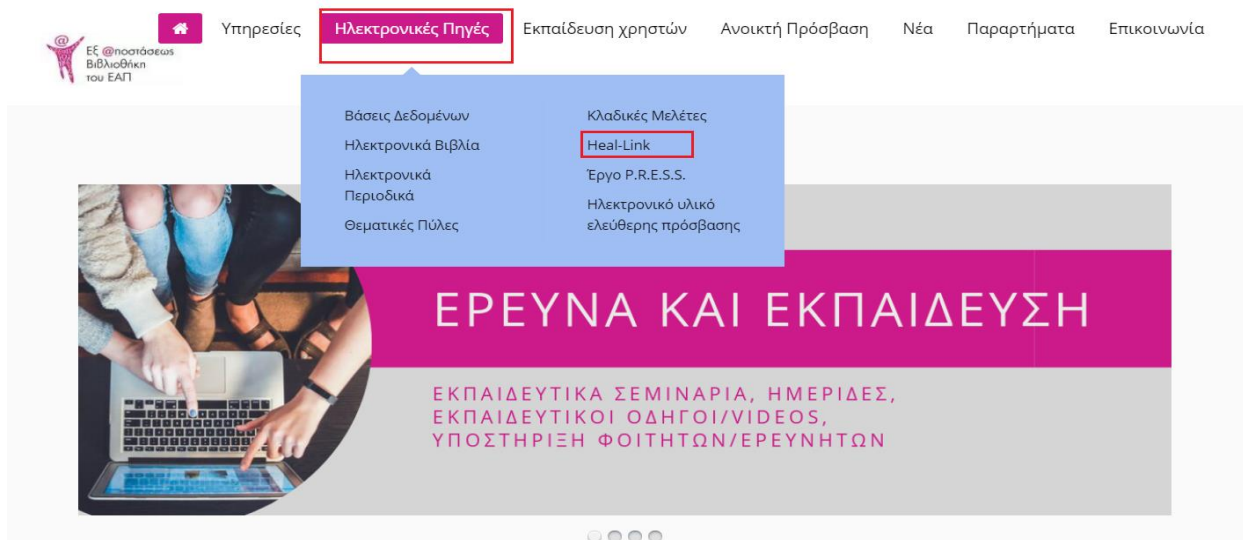 Εξ @ποστάσεως
Βιβλιοθήκη
του ΕΑΠ
Υπηρεσίες
Ηλεκτρονικές Πηγές
Εκπαίδευση χρηστών
Ανοικτή Πρόσβαση
Νέα
Παραρτήματα
Επικοινωνία
Βάσεις Δεδομένων
Ηλεκτρονικά Βιβλία
Ηλεκτρονικά
Περιοδικά
Θεματικές Πύλες
Κλαδικές Μελέτες
Heal-Link
Έργο P.R.E.S.S.
Ηλεκτρονικό υλικό
ελεύθερης πρόσβασης
ΕΡΕΥΝΑ ΚΑΙ ΕΚΠΑΙΔΕΥΣΗ
ΕΚΠΑΙΔΕΥΤΙΚΑ ΣΕΜΙΝΑΡΙΑ, ΗΜΕΡΙΔΕΣ,
ΕΚΠΑΙΔΕΥΤΙΚΟΙ ΟΔΗΓΟΙ/VIDEOS,
ΥΠΟΣΤΗΡΙΞΗ ΦΟΙΤΗΤΩΝ/ΕΡΕΥΝΗΤΩΝ